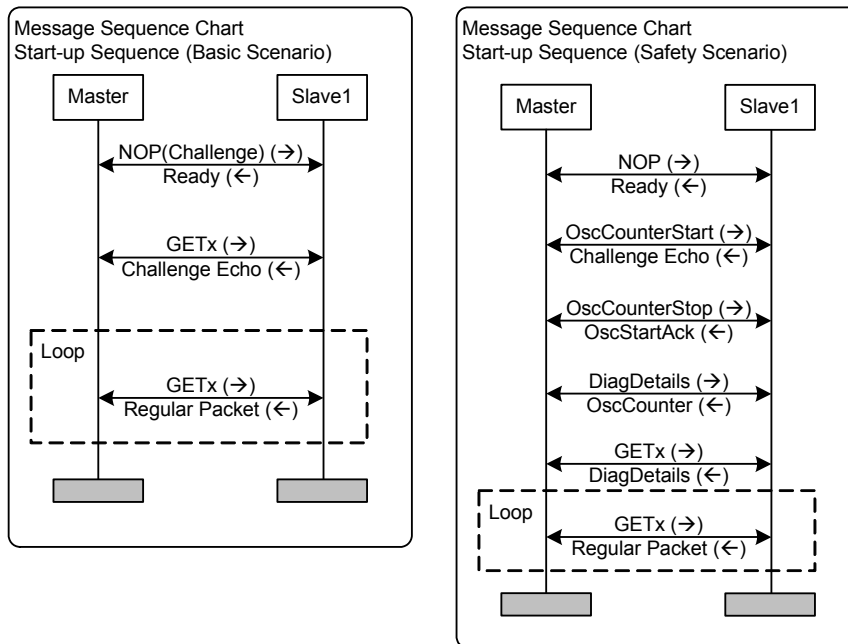 Message Sequence Chart
Start-up Sequence (Basic Scenario)
Master
Slave1
NOP(Challenge) (→)
Ready (←)
GETx (→)
Challenge Echo (←)
Loop
GETx (→)
Regular Packet (←)
Message Sequence Chart
Start-up Sequence (Safety Scenario)
Master
Slave1
NOP (→)
Ready (←)
OscCounterStart (→)
Challenge Echo (←)
OscCounterStop (→)
OscStartAck (←)
DiagDetails (→)
OscCounter (←)
GETx (→)
DiagDetails (←)
Loop
GETx (→)
Regular Packet (←)